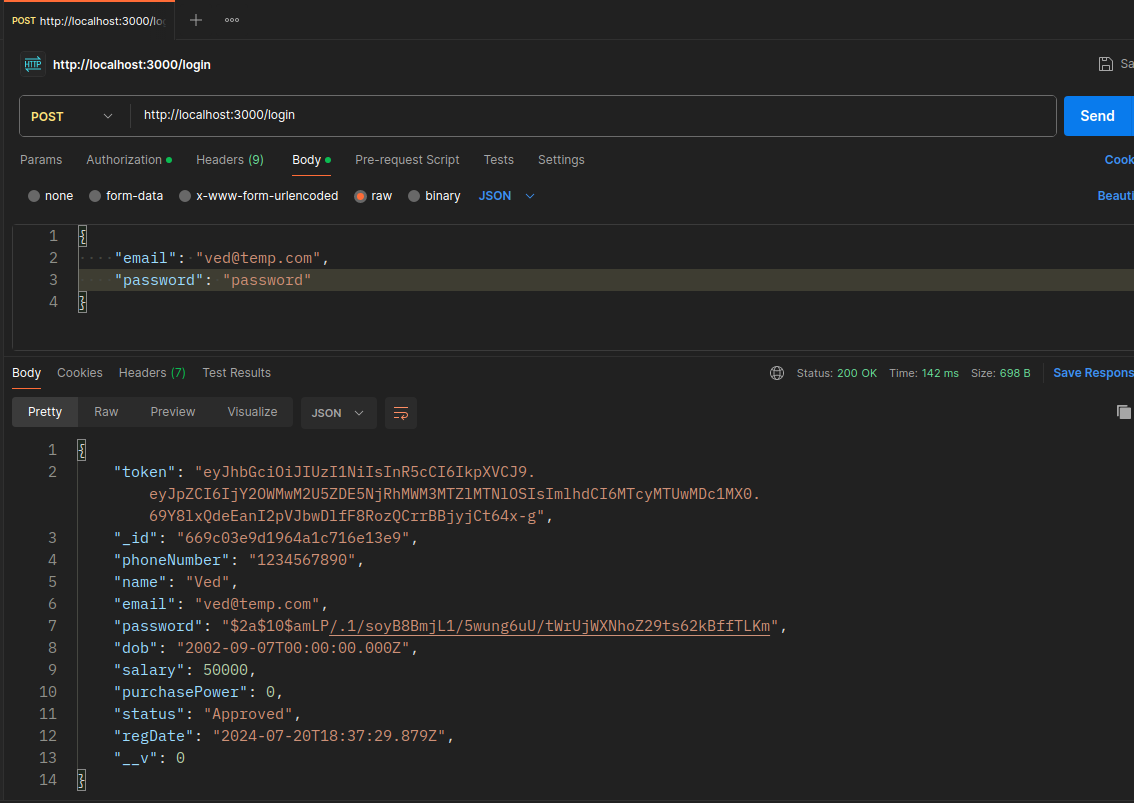 POST http://localhost:3000/lo
http://localhost:3000/login
Sa
POST http://localhost:3000/login Send
Params Authorization Headers (9) Body Pre-request Script Tests Settings Cook
none form-data x-www-form-urlencoded raw binary JSON Beauti
1 {
2 "email": "ved@temp.com",
3 "password": "password"
4 }
Body Cookies Headers (7) Test Results Status: 200 OK Time: 142 ms Size: 698 B Save Respons
Pretty Raw Preview Visualize JSON
1 {
2 "token": "eyJhbGciOiJIUzI1NiIsInR5cCI6IkpXVCJ9.
eyJpZCI6IjY2OWMwM2U5ZDE5NjRhMWM3MTZlMTNlOSIsImlhdCI6MTcyMTUwMDc1MX0.
69Y8lxQdeEanI2pVJbwDlfF8RozQCrrBBjyjCt64x-g",
3 "_id": "669c03e9d1964a1c716e13e9",
4 "phoneNumber": "1234567890",
5 "name": "Ved",
6 "email": "ved@temp.com",
7 "password": "$2a$10$amLP/.1/soyB8BmjL1/5wung6uU/tWrUjWXNhoZ29ts62kBffTLKm",
8 "dob": "2002-09-07T00:00:00.000Z",
9 "salary": 50000,
10 "purchasePower": 0,
11 "status": "Approved",
12 "regDate": "2024-07-20T18:37:29.879Z",
13 "__v": 0
14 }